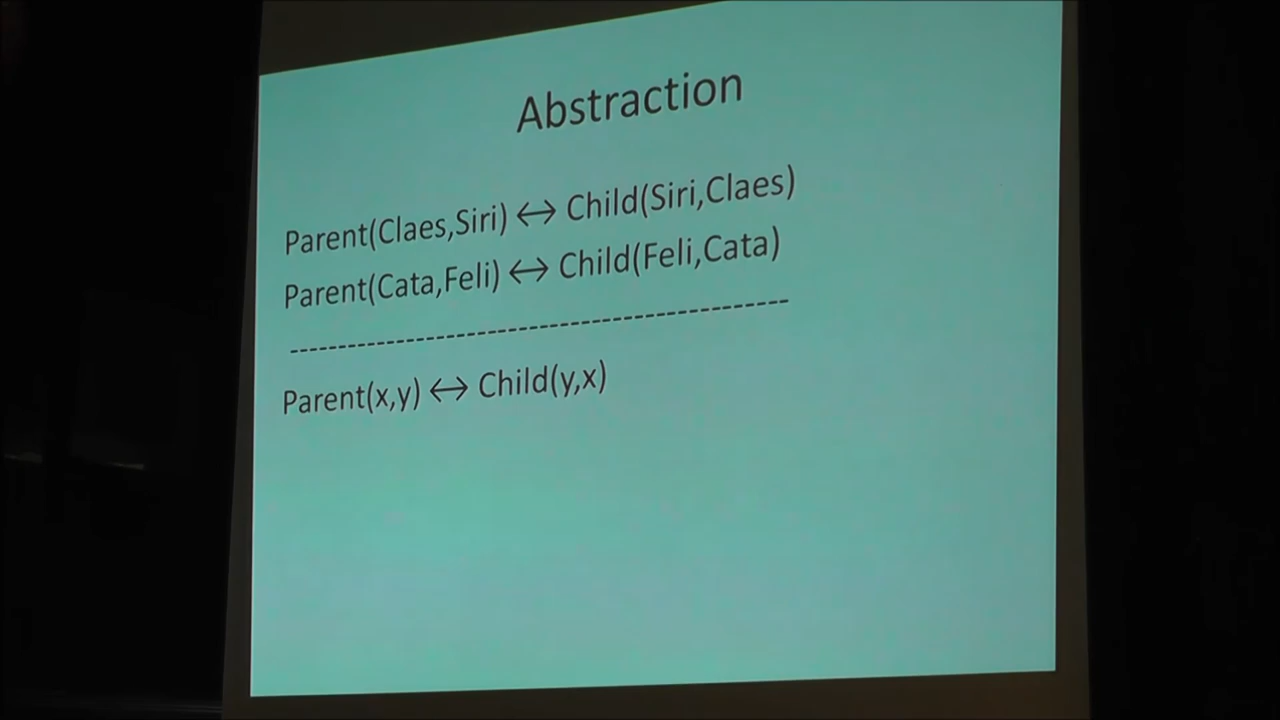 Abstraction
Parent(Claes,Siri) ↔ Child(Siri,Claes)
Parent(Cata,Feli) ↔ Child(Feli,Cata)
--------------------------------------------------
Parent(x,y) ↔ Child(y,x)